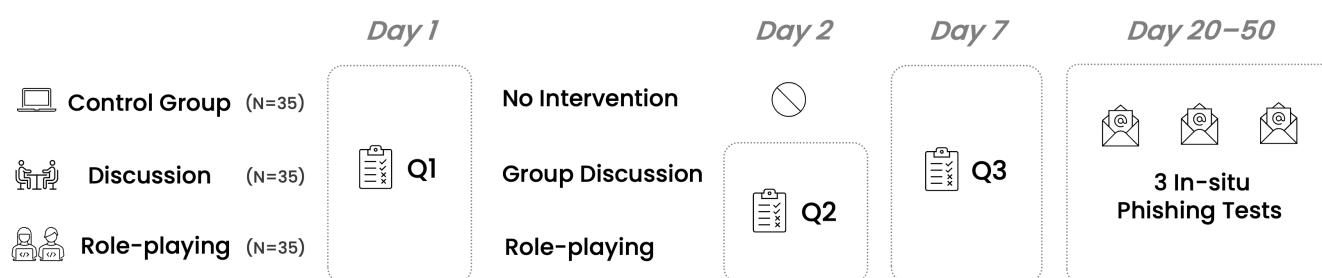 Day 1
Day 2
Day 7
Day 20–50
Control Group (N=35)
No Intervention
Discussion (N=35)
Q1
Group Discussion
Q2
Q3
3 In-situ
Phishing Tests
Role-playing (N=35)
Role-playing